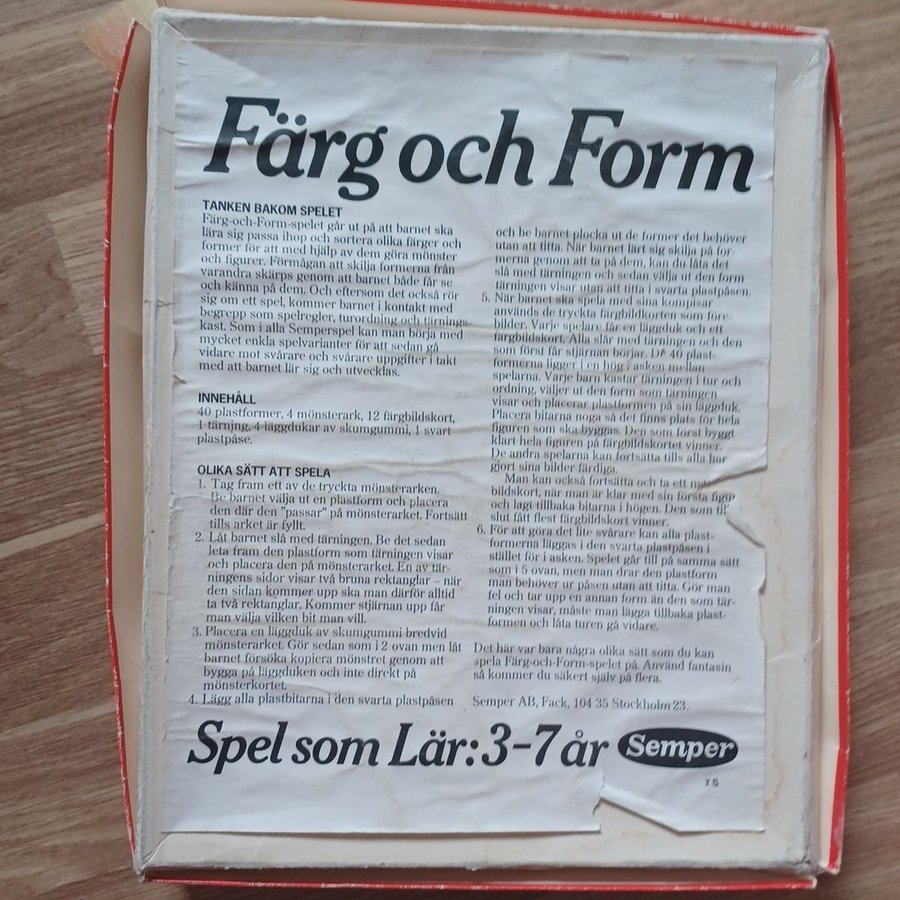 Färg och Form
TANKEN BAKOM SPELET
Färg-och-Form-spelet går ut på att barnet ska
lära sig passa ihop och sortera olika färger och
former för att med hjälp av dem göra mönster
och figurer. Förmågan att skilja formerna från
varandra skärps genom att barnet både får se
och känna på dem. Och eftersom det också rör
sig om ett spel, kommer barnet i kontakt med
begrepp som spelregler, turordning och tärnings-
kast. Som i alla Semperspel kan man börja med
mycket enkla spelvarianter för att sedan gå
vidare mot svårare och svårare uppgifter i takt
med att barnet lär sig och utvecklas.
INNEHÅLL
40 plastformer, 4 mönsterark, 12 färgbildskort,
1 tärning, 4 läggdukar av skumgummi, 1 svart
plastpåse.
OLIKA SÄTT ATT SPELA
1. Tag fram ett av de tryckta mönsterarken.
Be barnet välja ut en plastform och placera
den där den "passar" på mönsterarket. Fortsätt
tills arket är fyllt.
2. Låt barnet slå med tärningen. Be det sedan
leta fram den plastform som tärningen visar
och placera den på mönsterarket. En av tär-
ningens sidor visar två bruna rektanglar – när
den sidan kommer upp ska man därför alltid
ta två rektanglar. Kommer stjärnan upp får
man välja vilken bit man vill.
3. Placera en läggduk av skumgummi bredvid
mönsterarket. Gör sedan som i 2 ovan men låt
barnet försöka kopiera mönstret genom att
bygga på läggduken och inte direkt på
mönsterkortet.
4. Lägg alla plastbitarna i den svarta plastpåsen
och be barnet plocka ut de former det behöver
utan att titta. När barnet lärt sig skilja på for-
merna genom att ta på dem, kan du låta det
slå med tärningen och sedan välja ut den form
tärningen visar utan att titta i svarta plastpåsen.
5. När barnet ska spela med sina kompisar
används de tryckta färgbildkorten som före-
bilder. Varje spelare får en läggduk och ett
färgbildskort. Alla slår med tärningen och den
som först får stjärnan börjar. De 40 plast-
formerna ligger i en hög i asken mellan
spelarna. Varje barn kastar tärningen i tur och
ordning, väljer ut den form som tärningen
visar och placerar plastformen på sin läggduk.
Placera bitarna noga så det finns plats för hela
figuren som ska byggas. Den som först byggt
klart hela figuren på färgbildskortet vinner.
De andra spelarna kan fortsätta tills alla har
gjort sina bilder färdiga.
Man kan också fortsätta och ta ett
bildskort, när man är klar med sin första figur
och lagt tillbaka bitarna i högen. Den som til'
slut fått flest färgbildskort vinner.
6. För att göra det lite svårare kan alla plast-
formerna läggas i den svarta plastpåsen i
stället för i asken. Spelet går till på samma sätt
som i 5 ovan, men man drar den plastform
man behöver ur påsen utan att titta. Gör man
fel och tar upp en annan form än den som tär-
ningen visar, måste man lägga tillbaka plast-
formen och låta turen gå vidare.
Det här var bara några olika sätt som du kan
spela Färg-och-Form-spelet på. Använd fantasin
så kommer du säkert själv på flera.
Semper AB, Fack, 104 35 Stockholm 23.
Spel som Lär: 3–7 år Semper